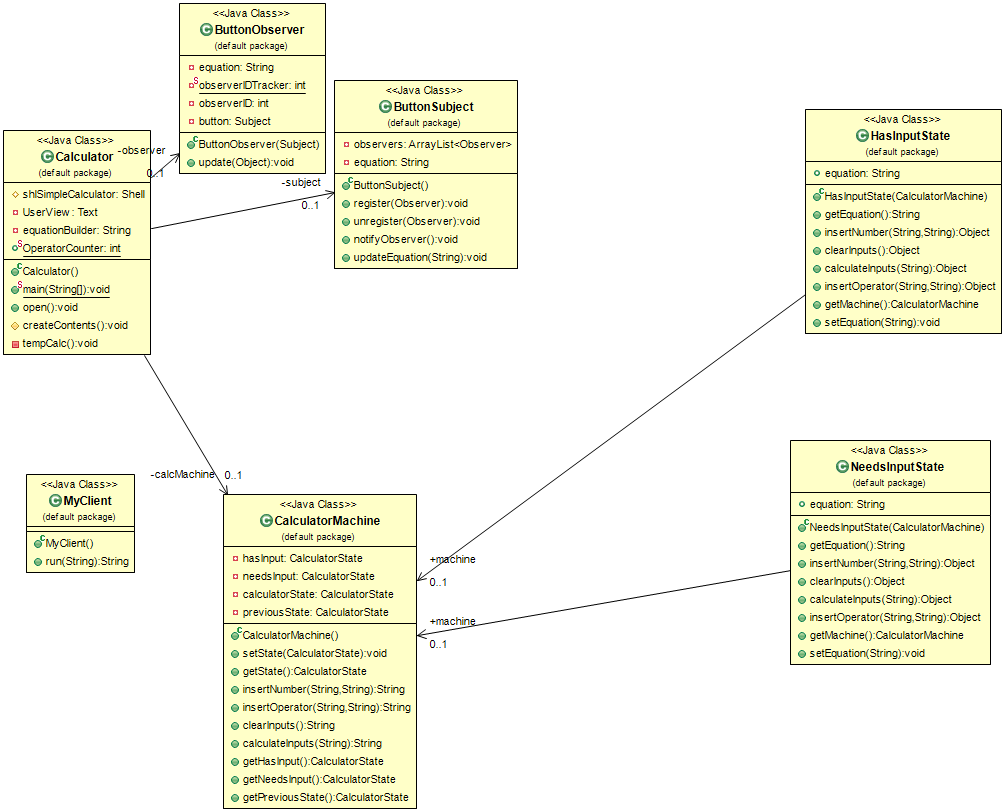 <<Java Class>>
ButtonObserver
(default package)
equation: String
observerIDTracker: int
observerID: int
button: Subject
ButtonObserver(Subject)
update(Object):void
<<Java Class>>
ButtonSubject
(default package)
observers: ArrayList<Observer>
equation: String
ButtonSubject()
register(Observer):void
unregister(Observer):void
notifyObserver():void
updateEquation(String):void
<<Java Class>>
Calculator
(default package)
shlSimpleCalculator: Shell
UserView: Text
equationBuilder: String
OperatorCounter: int
Calculator()
main(String[]):void
open():void
createContents():void
tempCalc():void
-observer
0..1
-subject
0..1
<<Java Class>>
HasInputState
(default package)
equation: String
HasInputState(CalculatorMachine)
getEquation():String
insertNumber(String,String):Object
clearInputs():Object
calculateInputs(String):Object
insertOperator(String,String):Object
getMachine():CalculatorMachine
setEquation(String):void
-calcMachine
0..1
<<Java Class>>
MyClient
(default package)
MyClient()
run(String):String
<<Java Class>>
CalculatorMachine
(default package)
hasInput: CalculatorState
needsInput: CalculatorState
calculatorState: CalculatorState
previousState: CalculatorState
CalculatorMachine()
setState(CalculatorState):void
getState():CalculatorState
insertNumber(String,String):String
insertOperator(String,String):String
clearInputs():String
calculateInputs(String):String
getHasInput():CalculatorState
getNeedsInput():CalculatorState
getPreviousState():CalculatorState
+machine
0..1
+machine
0..1
<<Java Class>>
NeedsInputState
(default package)
equation: String
NeedsInputState(CalculatorMachine)
getEquation():String
insertNumber(String,String):Object
clearInputs():Object
calculateInputs(String):Object
insertOperator(String,String):Object
getMachine():CalculatorMachine
setEquation(String):void